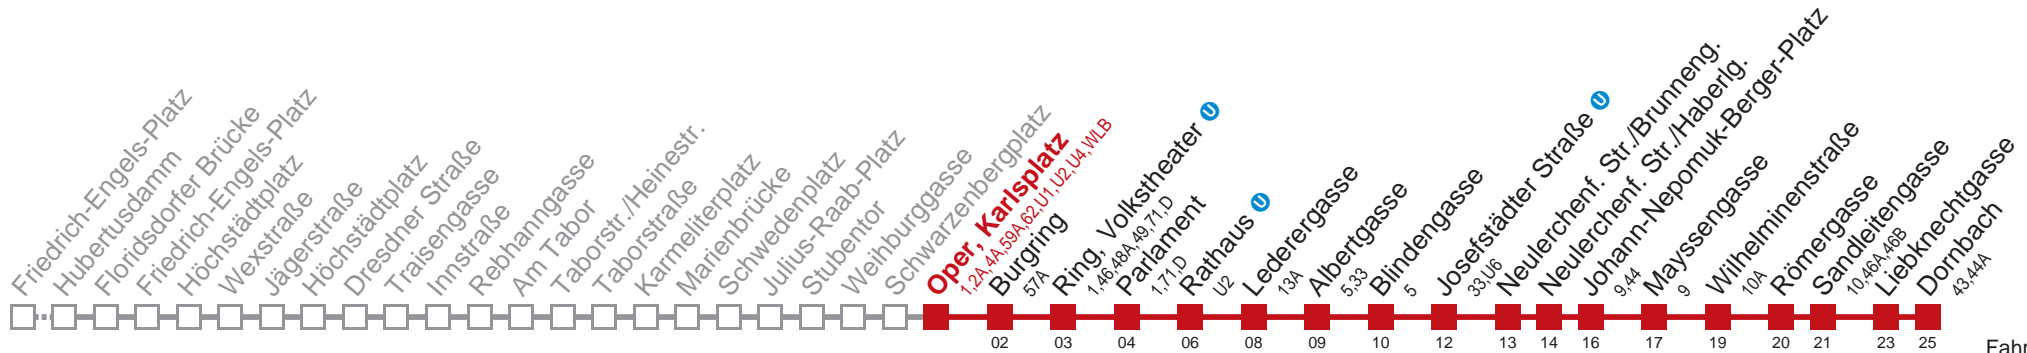 Friedrich-Engels-Platz
Hubertusdamm
Floridsdorfer Brücke
Friedrich-Engels-Platz
Höchstädtplatz
Wexstraße
Jägerstraße
Höchstädtplatz
Dresdner Straße
Traisengasse
Innstraße
Rebhanngasse
Am Tabor
Taborstr./Heinestr.
Taborstraße
Karmeliterplatz
Marienbrücke
Schwedenplatz
Julius-Raab-Platz
Stubentor
Weihburggasse
Schwarzenbergplatz
Oper, Karlsplatz
1,2A,4A,59A,62,U1,U2,U4,WLB
Burgring
57A
Ring, Volkstheater U
1,46,48A,49,71,D
Parlament
1,71,D
Rathaus U
U2
Lederergasse
13A
Albertgasse
5,33
Blindengasse
5
Josefstädter Straße U
33,U6
Neulerchenf. Str./Brunneng.
Neulerchenf. Str./Haberlg.
Johann-Nepomuk-Berger-Platz
9,44
Mayssengasse
9
Wilhelminenstraße
10A
Römergasse
Sandleitengasse
10,46A,46B
Liebknechtgasse
Dornbach
43,44A
02 03 04 06 08 09 10 12 13 14 16 17 19 20 21 23 25
Fahr